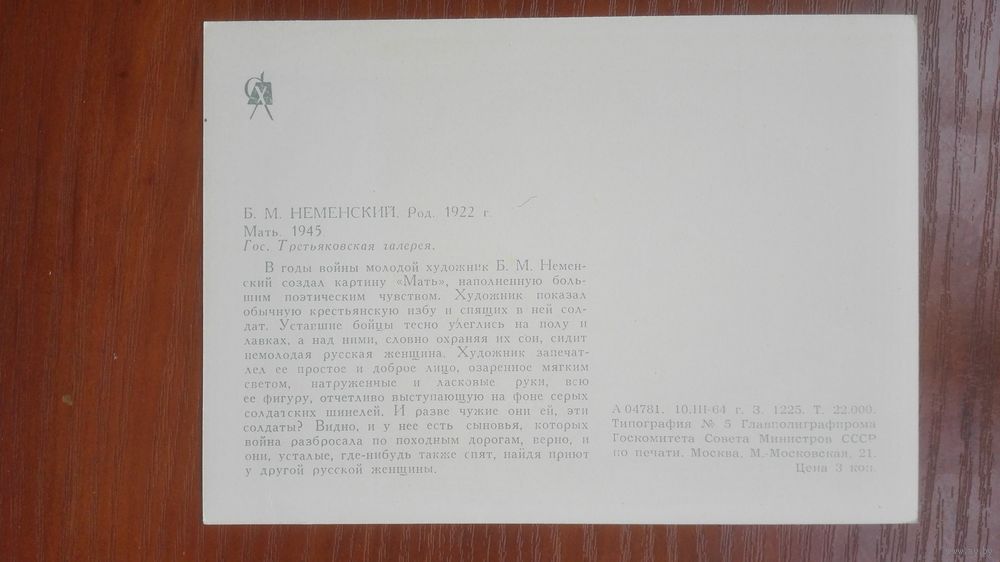 СХ
Б. М. НЕМЕНСКИЙ. Род. 1922 г.
Мать. 1945
Гос. Третьяковская галерея.
В годы войны молодой художник Б. М. Немен-
ский создал картину «Мать», наполненную боль-
шим поэтическим чувством. Художник показал
обычную крестьянскую избу и спящих в ней сол-
дат. Уставшие бойцы тесно улеглись на полу и
лавках, а над ними, словно охраняя их сон, сидит
немолодая русская женщина. Художник запечат-
лел ее простое и доброе лицо, озаренное мягким
светом, натруженные и ласковые руки, всю
ее фигуру, отчетливо выступающую на фоне серых
солдатских шинелей. И разве чужие они ей, эти
солдаты? Видно, и у нее есть сыновья, которых
война разбросала по походным дорогам, верно, и
они, усталые, где-нибудь также спят, найдя приют
у другой русской женщины.
А 04781. 10.III-64 г. З. 1225. Т. 22.000.
Типография № 5 Главполиграфпрома
Госкомитета Совета Министров СССР
по печати. Москва, М.-Московская, 21.
Цена 3 коп.
www.ay.by